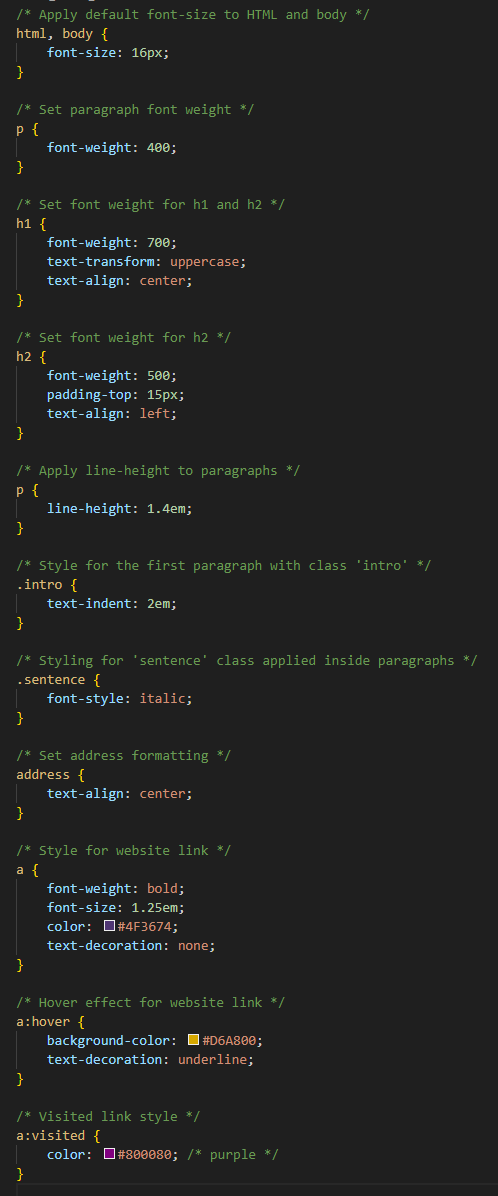 /* Apply default font-size to HTML and body */
html, body {
    font-size: 16px;
}

/* Set paragraph font weight */
p {
    font-weight: 400;
}

/* Set font weight for h1 and h2 */
h1 {
    font-weight: 700;
    text-transform: uppercase;
    text-align: center;
}

/* Set font weight for h2 */
h2 {
    font-weight: 500;
    padding-top: 15px;
    text-align: left;
}

/* Apply line-height to paragraphs */
p {
    line-height: 1.4em;
}

/* Style for the first paragraph with class 'intro' */
.intro {
    text-indent: 2em;
}

/* Styling for 'sentence' class applied inside paragraphs */
.sentence {
    font-style: italic;
}

/* Set address formatting */
address {
    text-align: center;
}

/* Style for website link */
a {
    font-weight: bold;
    font-size: 1.25em;
    color: #4F3674;
    text-decoration: none;
}

/* Hover effect for website link */
a:hover {
    background-color: #D6A800;
    text-decoration: underline;
}

/* Visited link style */
a:visited {
    color: #800080; /* purple */
}